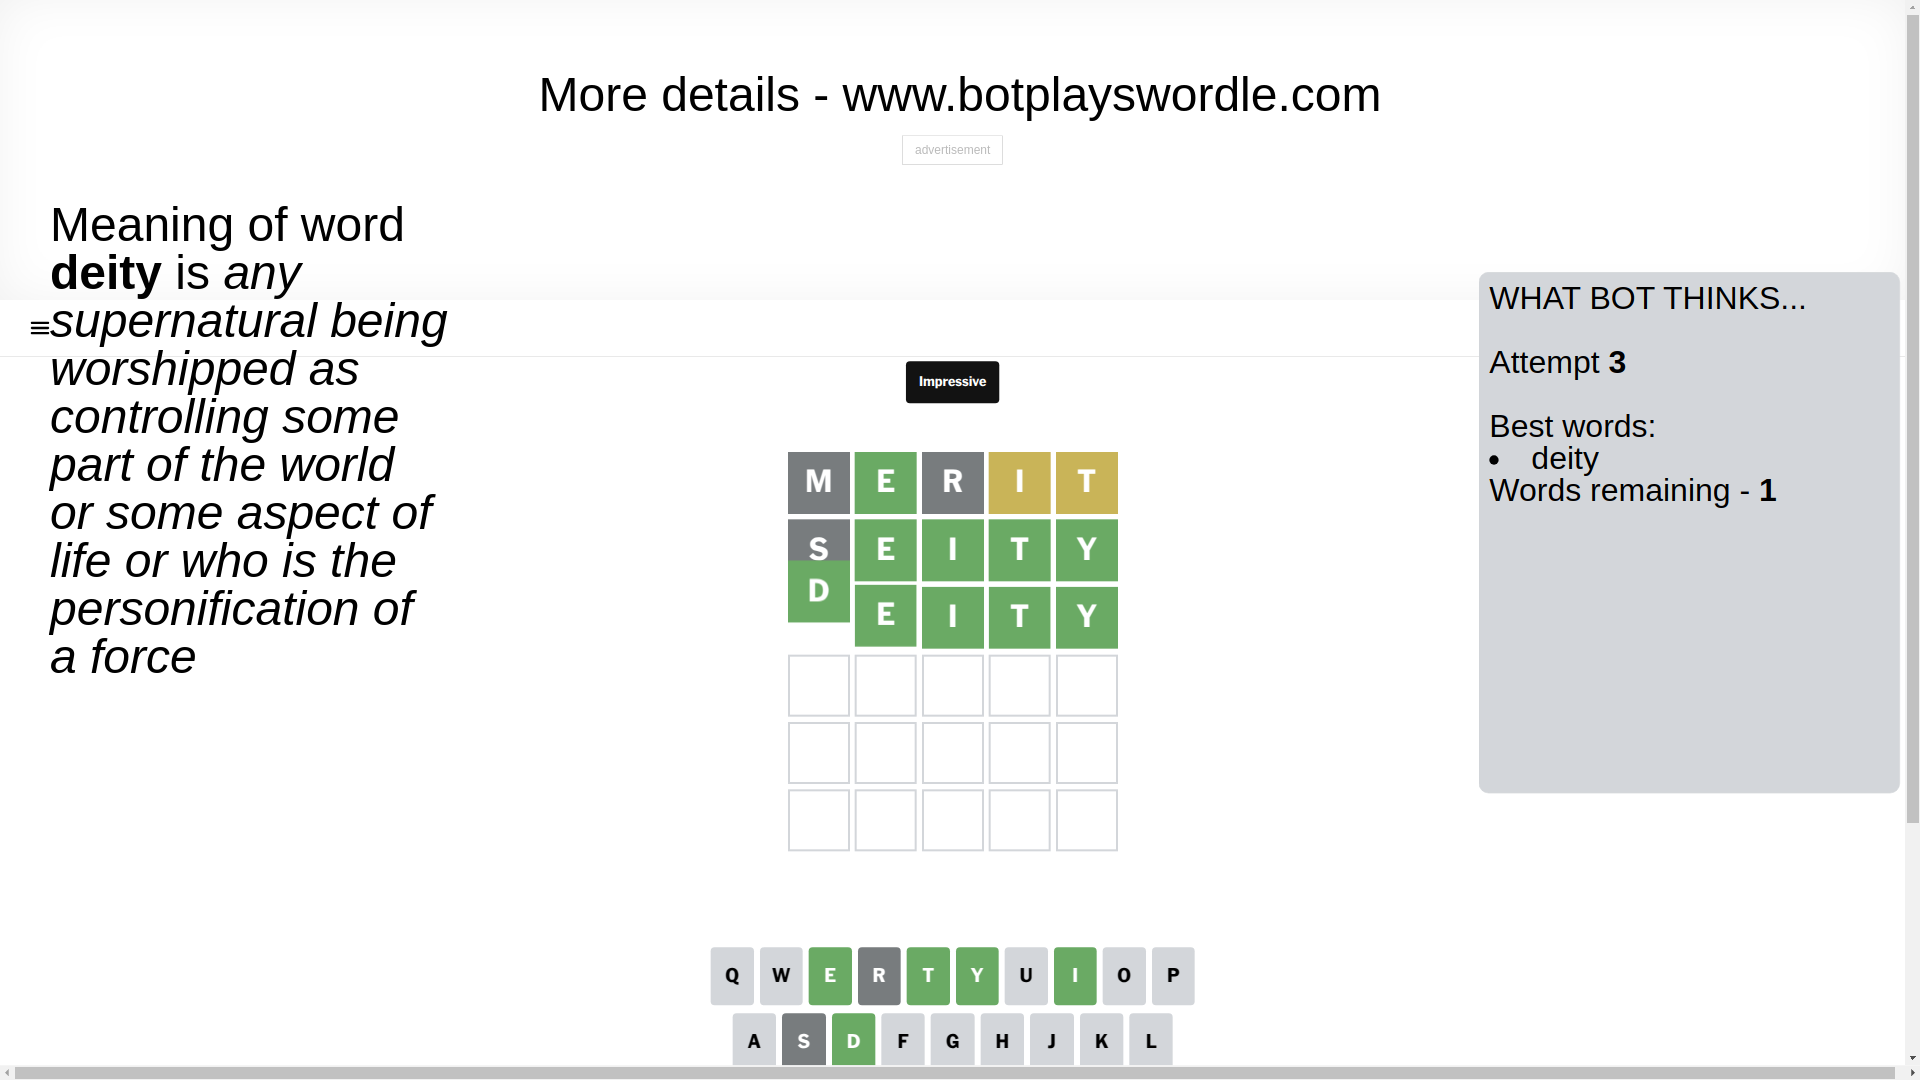 More details - www.botplayswordle.com
advertisement
Meaning of word
deity is any
supernatural being
worshipped as
controlling some
part of the world
or some aspect of
life or who is the
personification of
a force
Impressive
M E R I T
S E I T Y
D E I T Y
WHAT BOT THINKS...
Attempt 3
Best words:
• deity
Words remaining - 1
Q W E R T Y U I O P
A S D F G H J K L